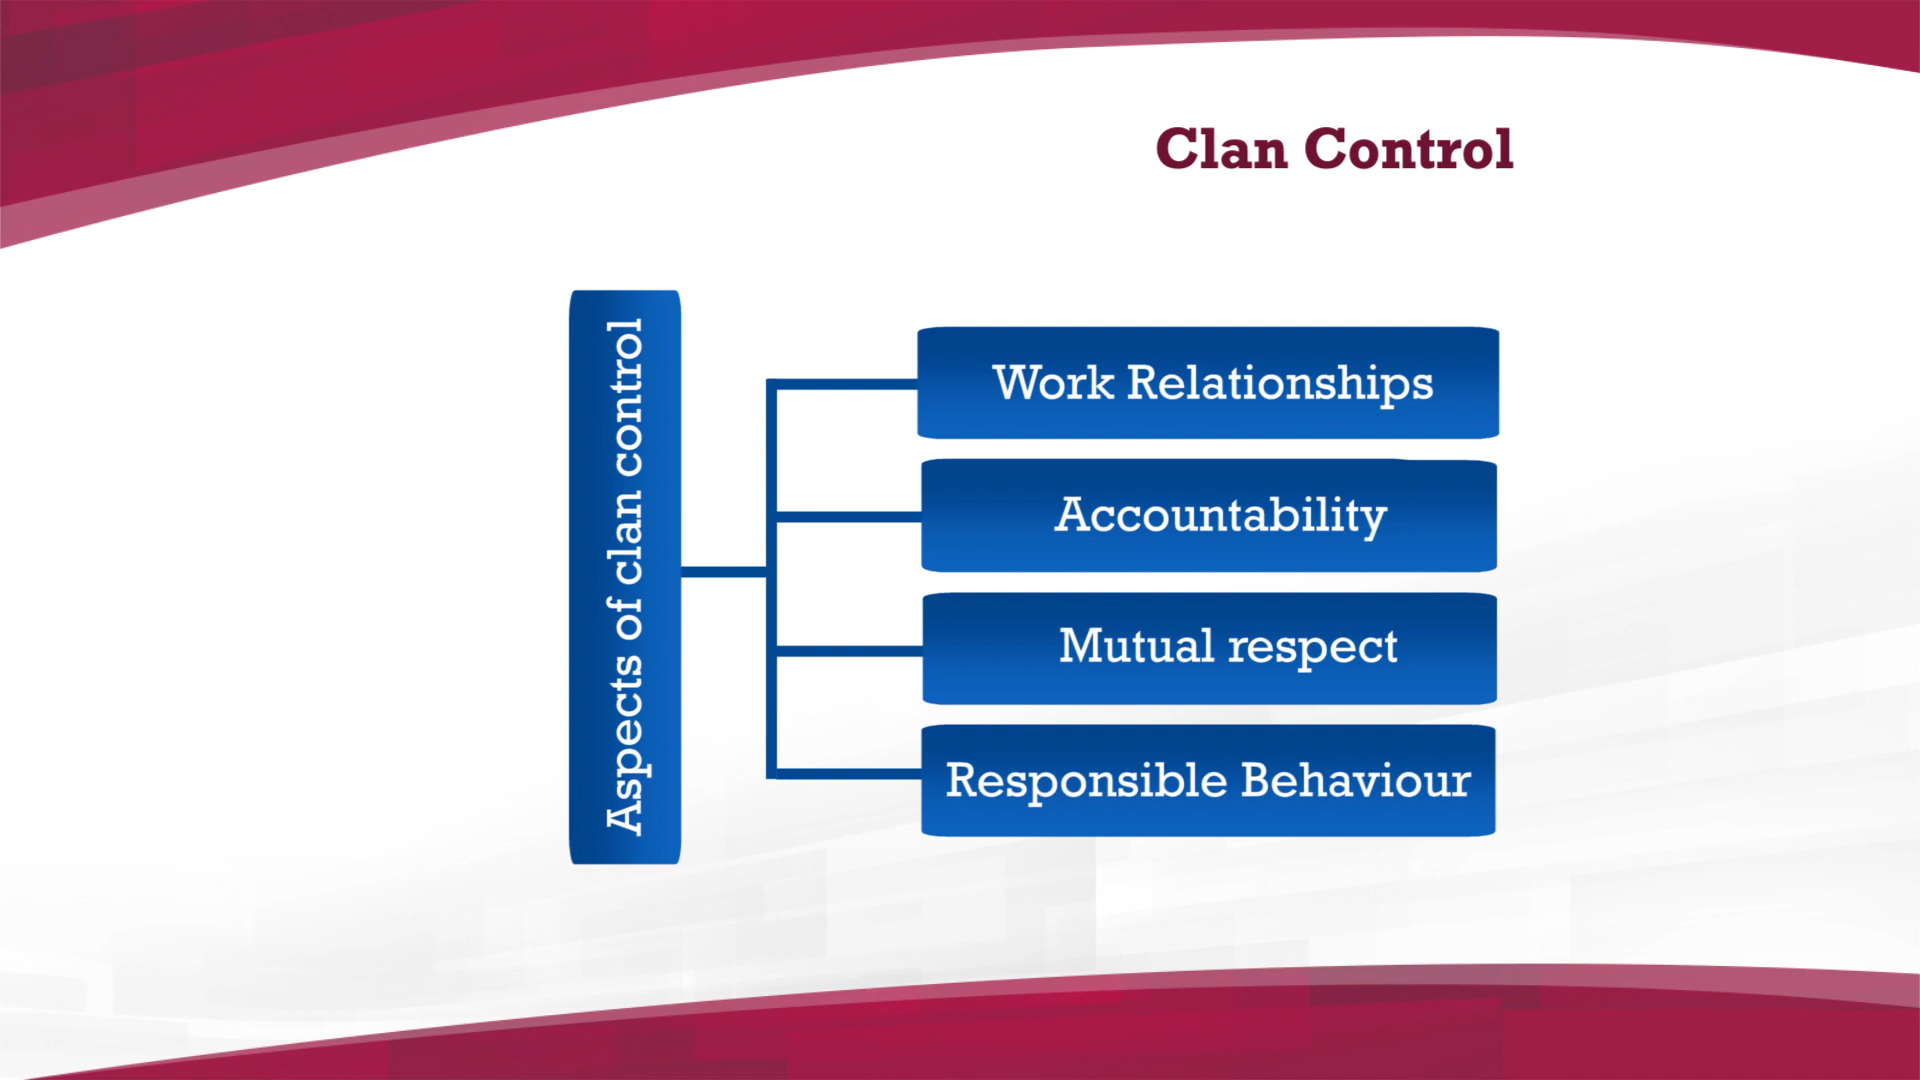 Clan Control
Aspects of clan control
Work Relationships
Accountability
Mutual respect
Responsible Behaviour